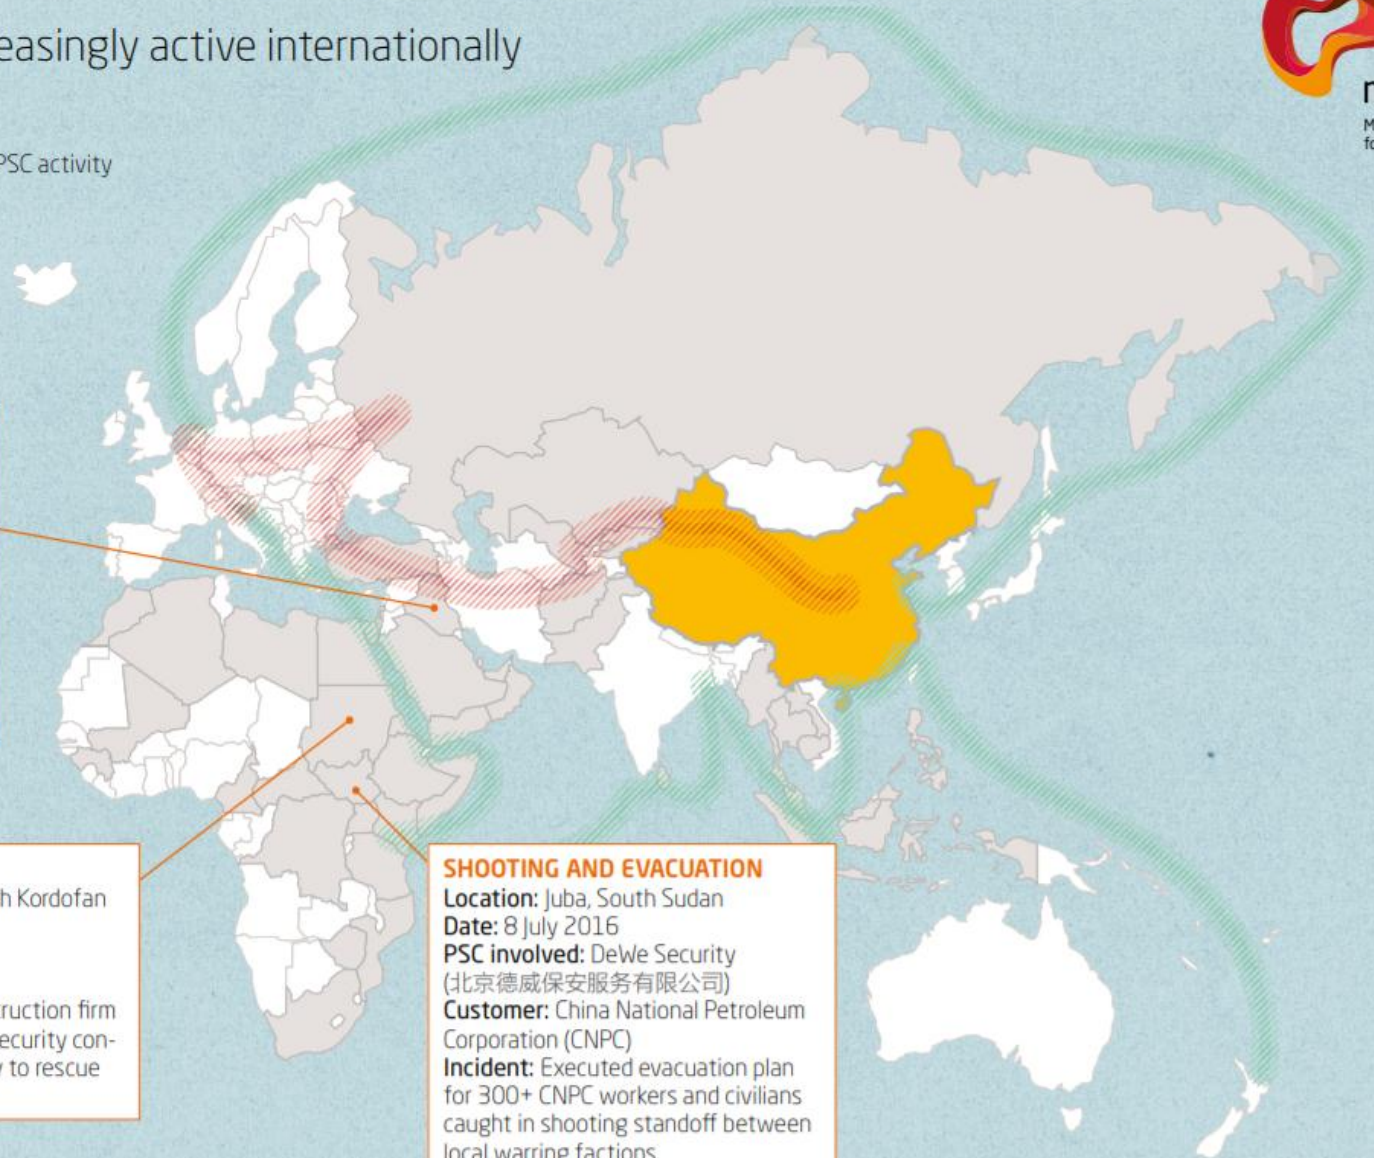 easingly active internationally
PSC activity
h Kordofan
ruction firm
ecurity con-
y to rescue
SHOOTING AND EVACUATION
Location: Juba, South Sudan
Date: 8 July 2016
PSC involved: DeWe Security
(北京德威保安服务有限公司)
Customer: China National Petroleum
Corporation (CNPC)
Incident: Executed evacuation plan
for 300+ CNPC workers and civilians
caught in shooting standoff between
local warring factions